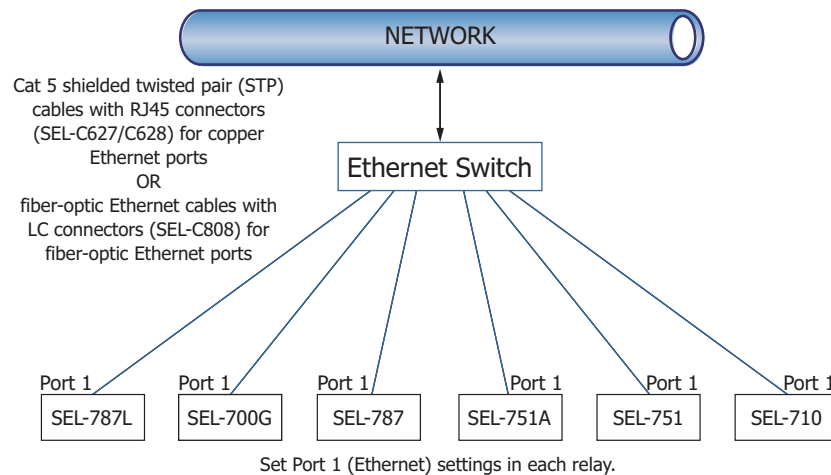 NETWORK
Cat 5 shielded twisted pair (STP)
cables with RJ45 connectors
(SEL-C627/C628) for copper
Ethernet ports
OR
fiber-optic Ethernet cables with
LC connectors (SEL-C808) for
fiber-optic Ethernet ports
Ethernet Switch
Port 1 Port 1 Port 1 Port 1 Port 1 Port 1
SEL-787L SEL-700G SEL-787 SEL-751A SEL-751 SEL-710
Set Port 1 (Ethernet) settings in each relay.